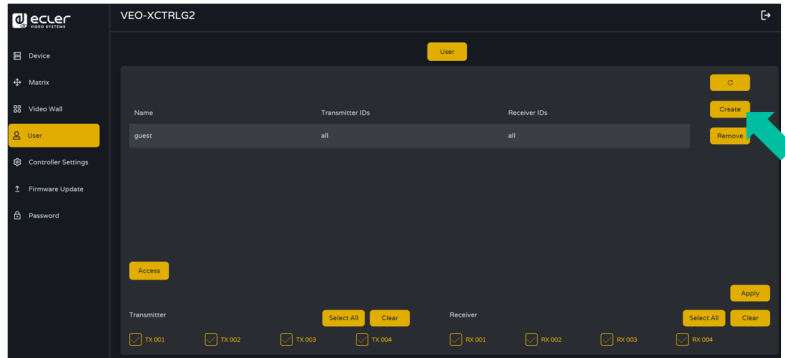 ecler
VIDEO SYSTEMS
VEO-XCTRLG2
Device
Matrix
Video Wall
User
Controller Settings
Firmware Update
Password
User
Name Transmitter IDs Receiver IDs
guest all all
Create
Remove
Access
Apply
Transmitter Select All Clear Receiver Select All Clear
TX 001 TX 002 TX 003 TX 004 RX 001 RX 002 RX 003 RX 004